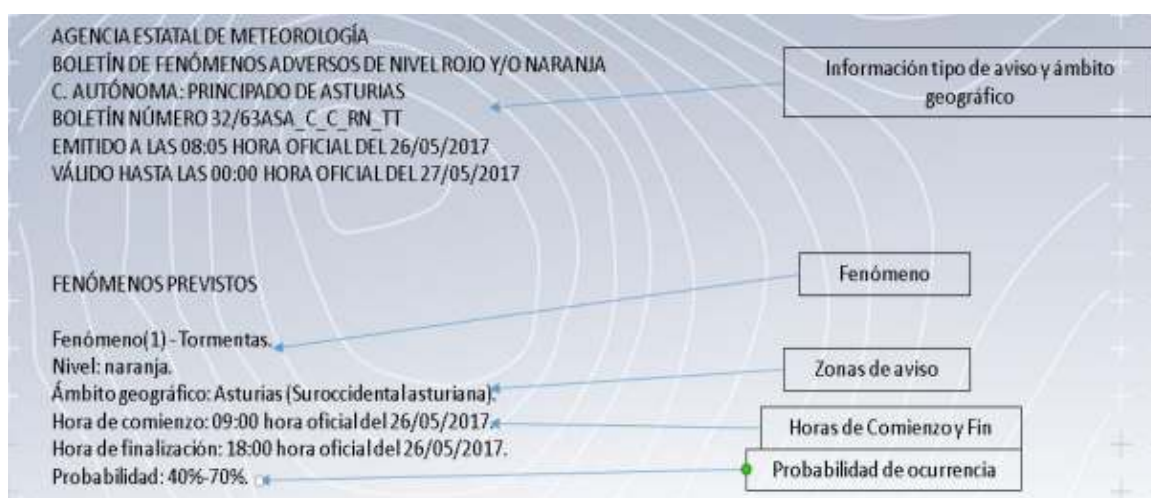 AGENCIA ESTATAL DE METEOROLOGÍA
BOLETÍN DE FENÓMENOS ADVERSOS DE NIVEL ROJO Y/O NARANJA
C. AUTÓNOMA: PRINCIPADO DE ASTURIAS
BOLETÍN NÚMERO 32/63ASA_C_C_RN_TT
EMITIDO A LAS 08:05 HORA OFICIAL DEL 26/05/2017
VÁLIDO HASTA LAS 00:00 HORA OFICIAL DEL 27/05/2017
Información tipo de aviso y ámbito
geográfico
FENÓMENOS PREVISTOS
Fenómeno
Fenómeno(1) - Tormentas.
Nivel: naranja.
Zonas de aviso
Ámbito geográfico: Asturias (Suroccidental asturiana).
Hora de comienzo: 09:00 hora oficial del 26/05/2017.
Horas de Comienzo y Fin
Hora de finalización: 18:00 hora oficial del 26/05/2017.
Probabilidad: 40%-70%.
Probabilidad de ocurrencia